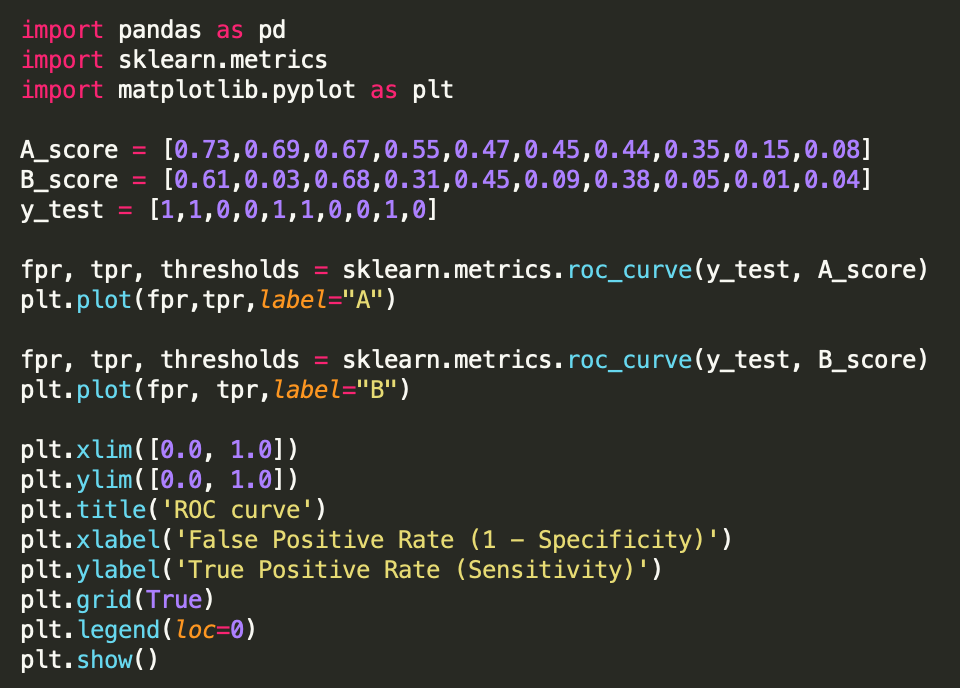 import pandas as pd
import sklearn.metrics
import matplotlib.pyplot as plt
A_score = [0.73,0.69,0.67,0.55,0.47,0.45,0.44,0.35,0.15,0.08]
B_score = [0.61,0.03,0.68,0.31,0.45,0.09,0.38,0.05,0.01,0.04]
y_test = [1,1,0,0,1,1,0,0,1,0]
fpr, tpr, thresholds = sklearn.metrics.roc_curve(y_test, A_score)
plt.plot(fpr,tpr,label="A")
fpr, tpr, thresholds = sklearn.metrics.roc_curve(y_test, B_score)
plt.plot(fpr, tpr,label="B")
plt.xlim([0.0, 1.0])
plt.ylim([0.0, 1.0])
plt.title('ROC curve')
plt.xlabel('False Positive Rate (1 - Specificity)')
plt.ylabel('True Positive Rate (Sensitivity)')
plt.grid(True)
plt.legend(loc=0)
plt.show()